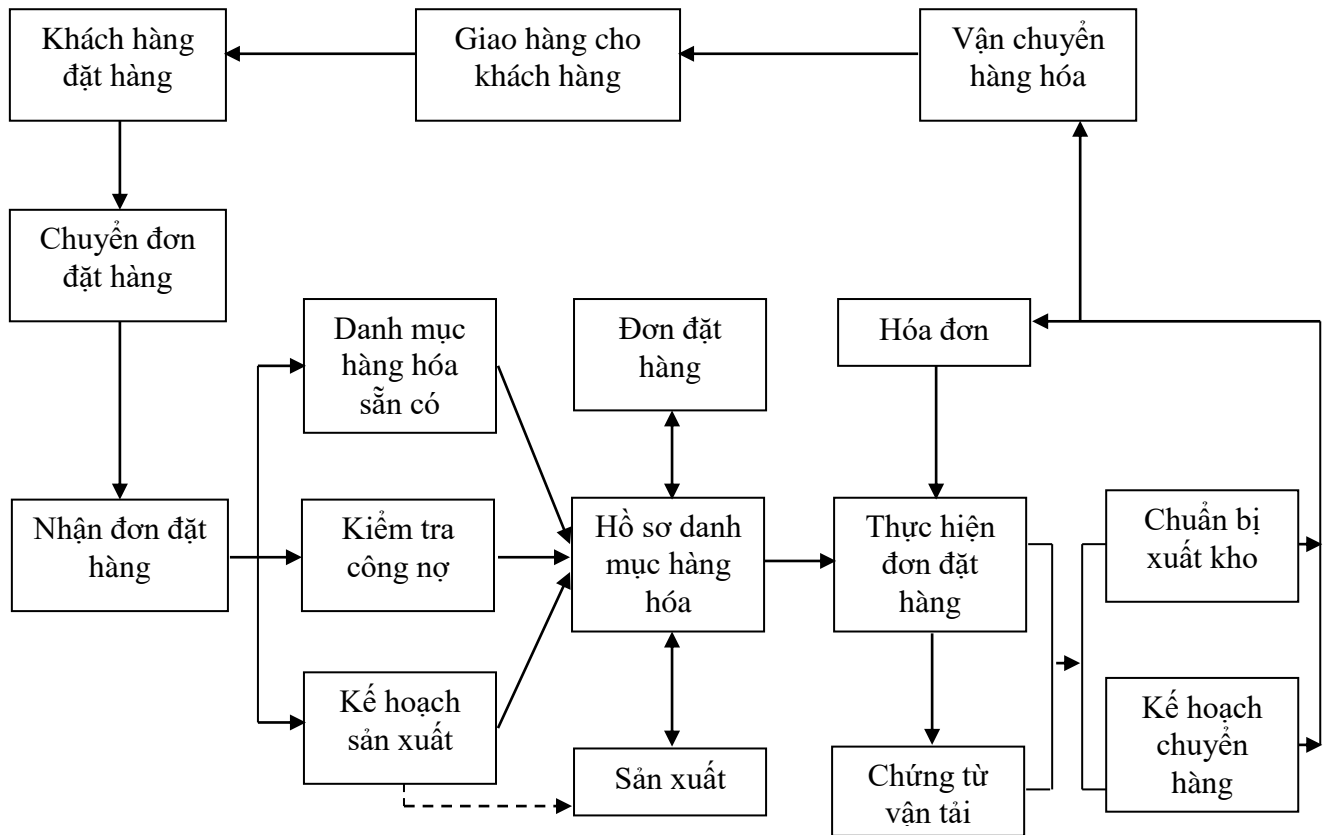 Khách hàng
đặt hàng
Giao hàng cho
khách hàng
Vận chuyển
hàng hóa
Chuyển đơn
đặt hàng
Danh mục
hàng hóa
sẵn có
Đơn đặt
hàng
Hóa đơn
Nhận đơn đặt
hàng
Kiểm tra
công nợ
Hồ sơ danh
mục hàng
hóa
Thực hiện
đơn đặt
hàng
Chuẩn bị
xuất kho
Kế hoạch
sản xuất
Sản xuất
Chứng từ
vận tải
Kế hoạch
chuyển
hàng